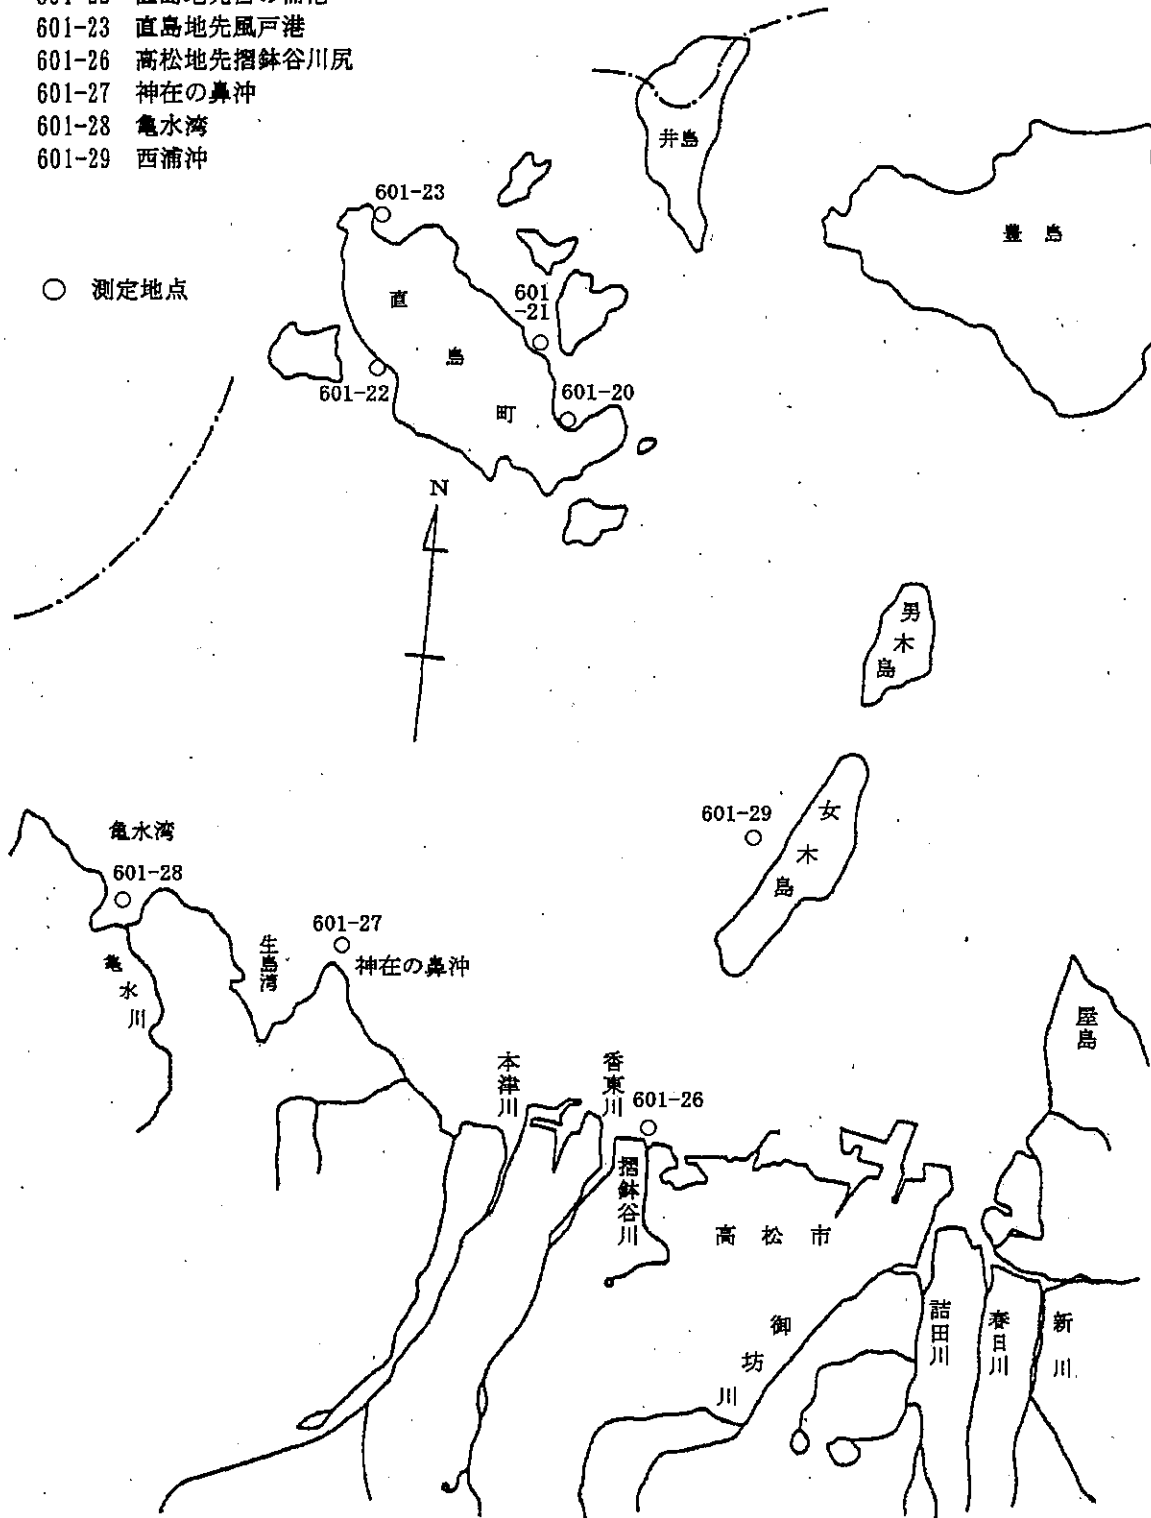 601-23 直島地先風戸港
601-26 高松地先摺鉢谷川尻
601-27 神在の鼻沖
601-28 亀水湾
601-29 西浦沖
○ 測定地点
井島
豊島
601-23
直島町
601
-21
601-22
601-20
N
男木島
女木島
601-29
亀水湾
601-28
亀水川
生島湾
601-27
神在の鼻沖
屋島
本津川
香東川
601-26
摺鉢谷川
高松市
御坊川
詰田川
春日川
新川